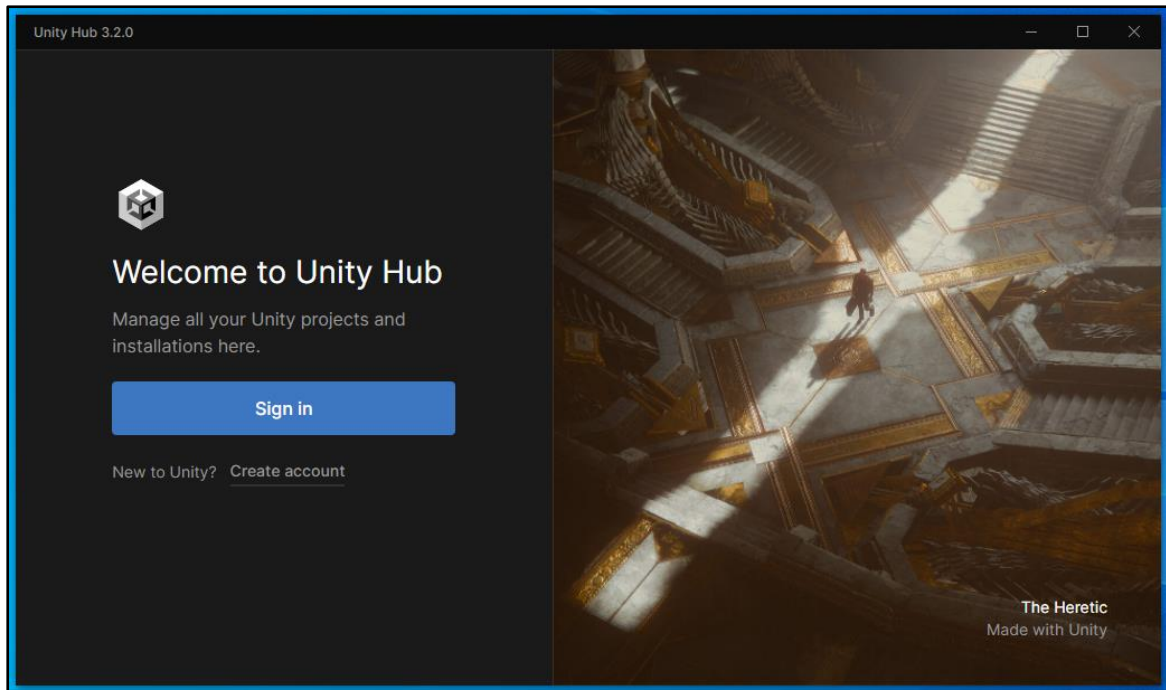 Unity Hub 3.2.0
Welcome to Unity Hub
Manage all your Unity projects and
installations here.
Sign in
New to Unity? Create account
The Heretic
Made with Unity